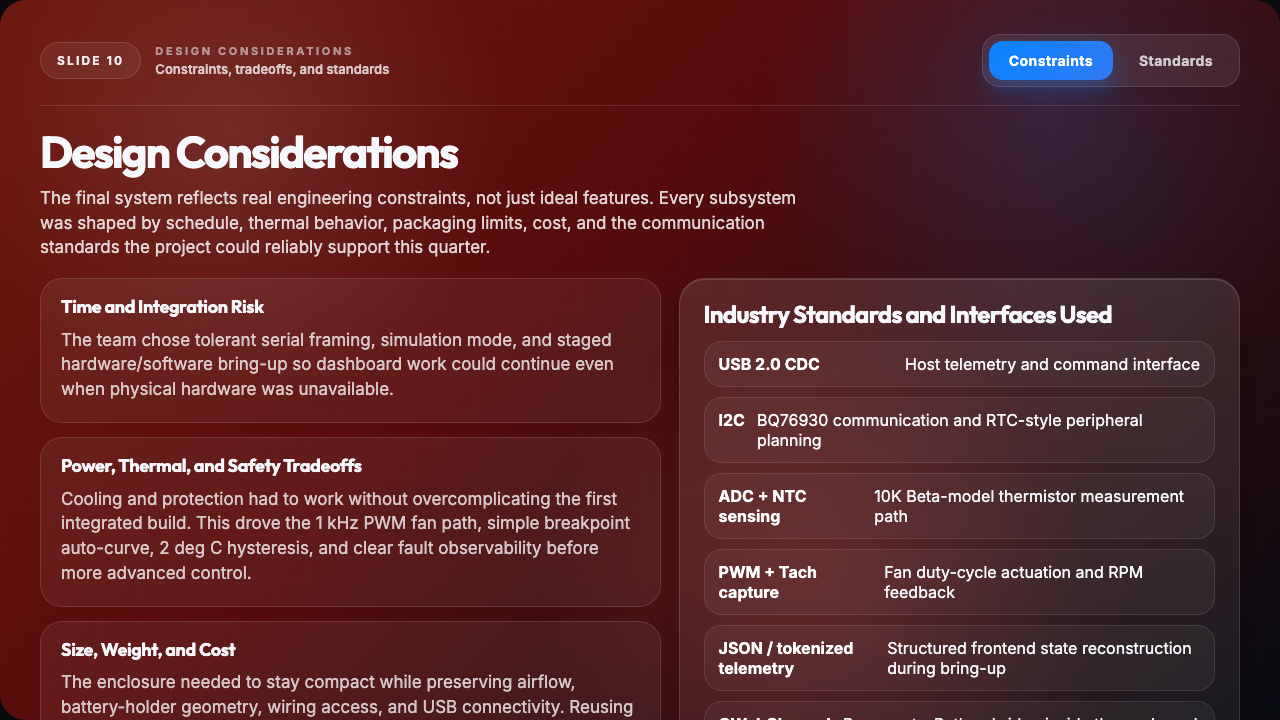 SLIDE 10
DESIGN CONSIDERATIONS
Constraints, tradeoffs, and standards
Constraints
Standards
Design Considerations
The final system reflects real engineering constraints, not just ideal features. Every subsystem
was shaped by schedule, thermal behavior, packaging limits, cost, and the communication
standards the project could reliably support this quarter.
Time and Integration Risk
The team chose tolerant serial framing, simulation mode, and staged
hardware/software bring-up so dashboard work could continue even
when physical hardware was unavailable.
Power, Thermal, and Safety Tradeoffs
Cooling and protection had to work without overcomplicating the first
integrated build. This drove the 1 kHz PWM fan path, simple breakpoint
auto-curve, 2 deg C hysteresis, and clear fault observability before
more advanced control.
Size, Weight, and Cost
The enclosure needed to stay compact while preserving airflow,
battery-holder geometry, wiring access, and USB connectivity. Reusing
Industry Standards and Interfaces Used
USB 2.0 CDC
Host telemetry and command interface
I2C
BQ76930 communication and RTC-style peripheral
planning
ADC + NTC
sensing
10K Beta-model thermistor measurement
path
PWM + Tach
capture
Fan duty-cycle actuation and RPM
feedback
JSON / tokenized
telemetry
Structured frontend state reconstruction
during bring-up